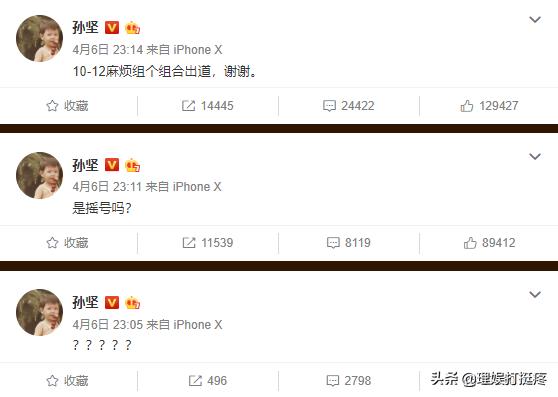 孙坚
4月6日 23:14 来自 iPhone X
10-12麻烦组个组合出道，谢谢。
收藏 14445 24422 129427
孙坚
4月6日 23:11 来自 iPhone X
是摇号吗？
收藏 11539 8119 89412
孙坚
4月6日 23:05 来自 iPhone X
？？？？？
收藏 496 2798
头条 @理娱打挺疼